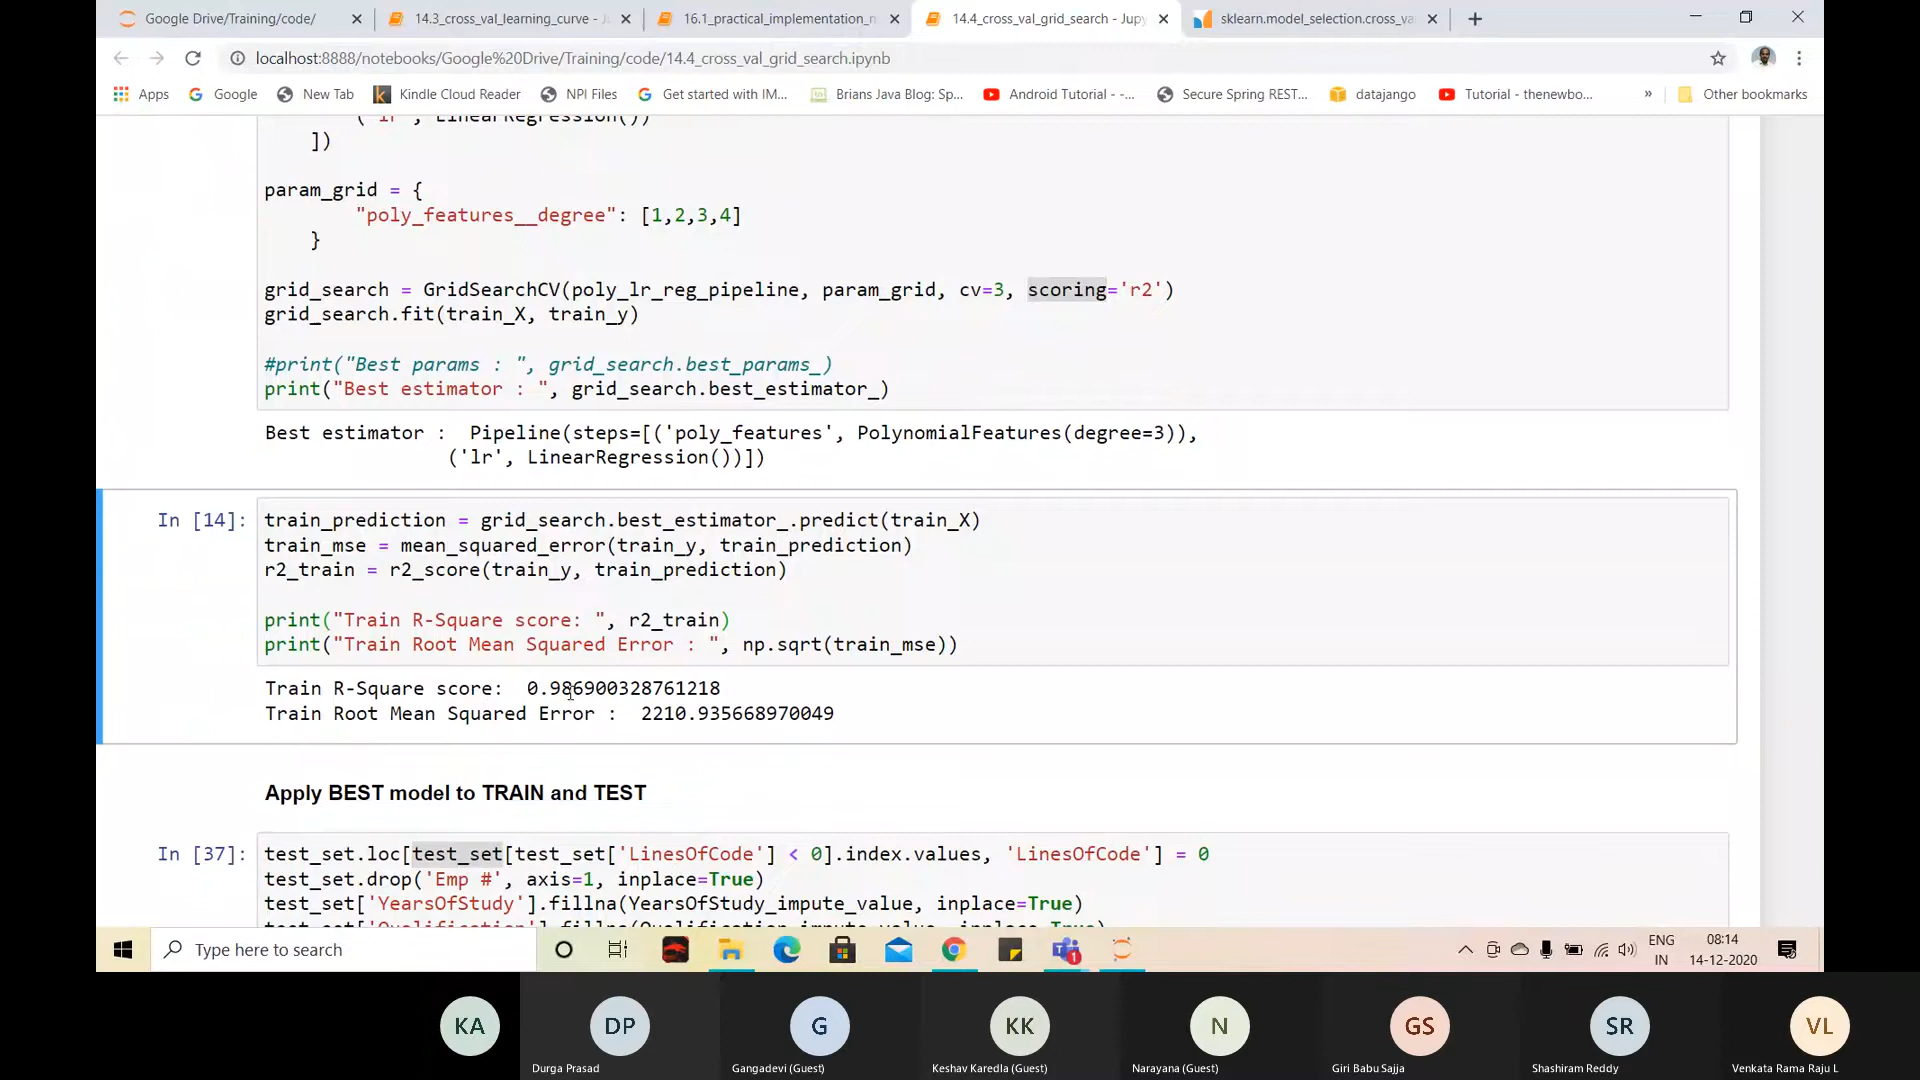 Google Drive/Training/code/
14.3_cross_val_learning_curve - J
16.1_practical_implementation_m
14.4_cross_val_grid_search - Jupy
sklearn.model_selection.cross_va
localhost:8888/notebooks/Google%20Drive/Training/code/14.4_cross_val_grid_search.ipynb
Apps
Google
New Tab
Kindle Cloud Reader
NPI Files
Get started with IM...
Brians Java Blog: Sp...
Android Tutorial - -...
Secure Spring REST...
datajango
Tutorial - thenewbo...
»
Other bookmarks
('lr', LinearRegression())
])
param_grid = {
"poly_features__degree": [1,2,3,4]
}
grid_search = GridSearchCV(poly_lr_reg_pipeline, param_grid, cv=3, scoring='r2')
grid_search.fit(train_X, train_y)
#print("Best params : ", grid_search.best_params_)
print("Best estimator : ", grid_search.best_estimator_)
Best estimator :  Pipeline(steps=[('poly_features', PolynomialFeatures(degree=3)),
('lr', LinearRegression())])
In [14]:
train_prediction = grid_search.best_estimator_.predict(train_X)
train_mse = mean_squared_error(train_y, train_prediction)
r2_train = r2_score(train_y, train_prediction)
print("Train R-Square score: ", r2_train)
print("Train Root Mean Squared Error : ", np.sqrt(train_mse))
Train R-Square score:  0.986900328761218
Train Root Mean Squared Error :  2210.935668970049
Apply BEST model to TRAIN and TEST
In [37]:
test_set.loc[test_set[test_set['LinesOfCode'] < 0].index.values, 'LinesOfCode'] = 0
test_set.drop('Emp #', axis=1, inplace=True)
test_set['YearsOfStudy'].fillna(YearsOfStudy_impute_value, inplace=True)
test_set['Qualification'].fillna(Qualification_impute_value, inplace=True)
Type here to search
1
ENG
IN
08:14
14-12-2020
KA
DP
G
KK
N
GS
SR
VL
Durga Prasad
Gangadevi (Guest)
Keshav Karedla (Guest)
Narayana (Guest)
Giri Babu Sajja
Shashiram Reddy
Venkata Rama Raju L